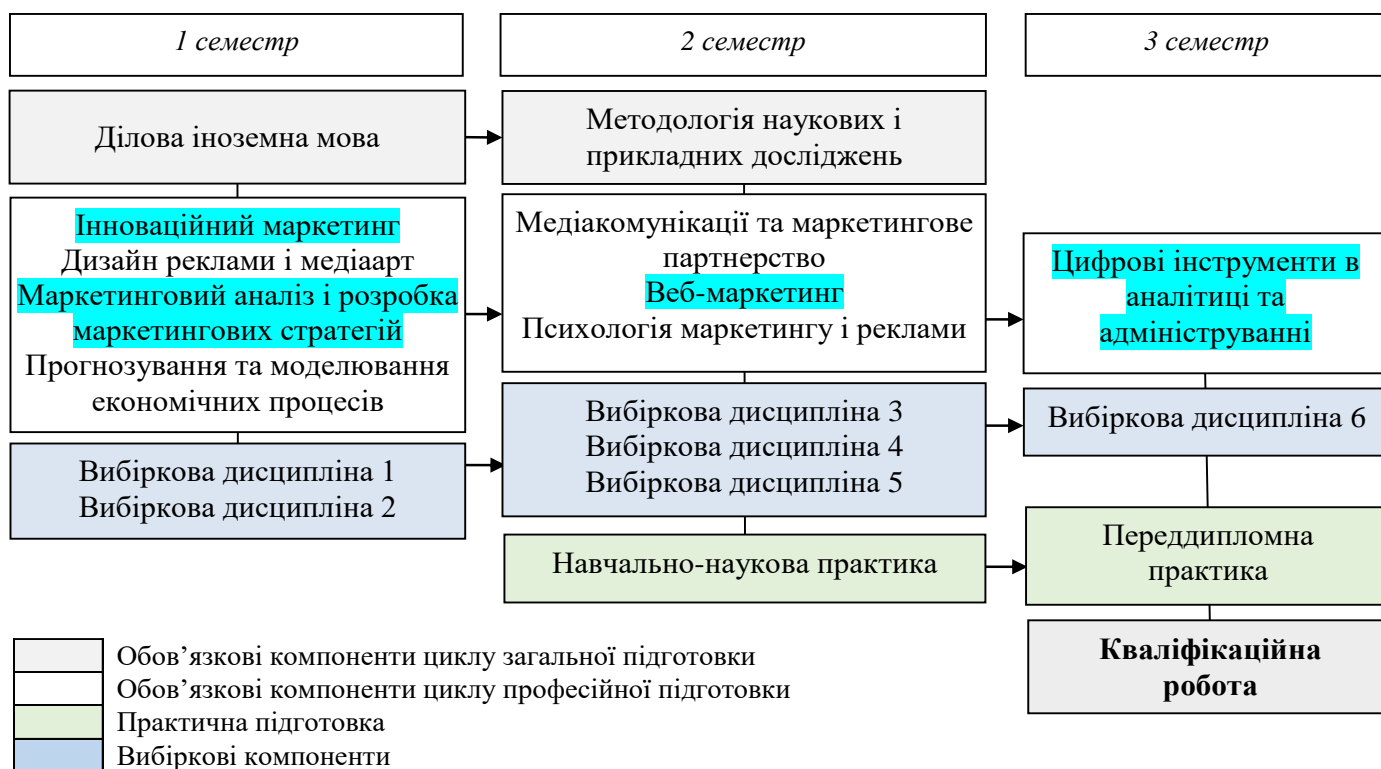 1 семестр
2 семестр
3 семестр
Ділова іноземна мова
Методологія наукових і
прикладних досліджень
Інноваційний маркетинг
Дизайн реклами і медіаарт
Маркетинговий аналіз і розробка
маркетингових стратегій
Прогнозування та моделювання
економічних процесів
Медіакомунікації та маркетингове
партнерство
Веб-маркетинг
Психологія маркетингу і реклами
Цифрові інструменти в
аналітиці та
адмініструванні
Вибіркова дисципліна 1
Вибіркова дисципліна 2
Вибіркова дисципліна 3
Вибіркова дисципліна 4
Вибіркова дисципліна 5
Вибіркова дисципліна 6
Навчально-наукова практика
Переддипломна
практика
Кваліфікаційна
робота
Обов’язкові компоненти циклу загальної підготовки
Обов’язкові компоненти циклу професійної підготовки
Практична підготовка
Вибіркові компоненти